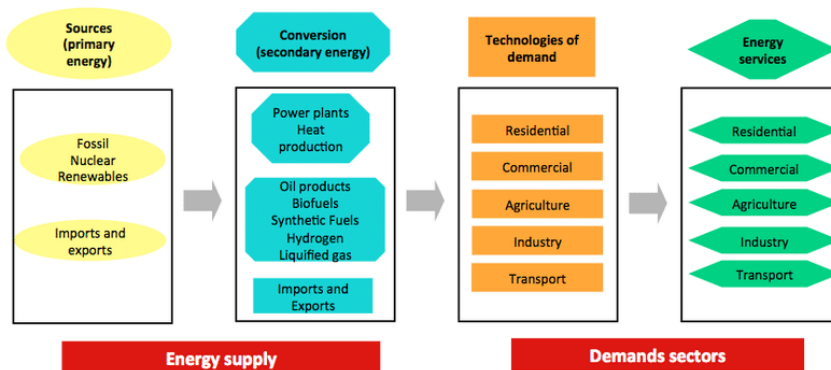 Sources
(primary
energy)
Conversion
(secondary energy)
Technologies of
demand
Energy
services
Fossil
Nuclear
Renewables
Imports and
exports
Power plants
Heat
production
Oil products
Biofuels
Synthetic Fuels
Hydrogen
Liquified gas
Imports and
Exports
Residential
Commercial
Agriculture
Industry
Transport
Residential
Commercial
Agriculture
Industry
Transport
Energy supply
Demands sectors